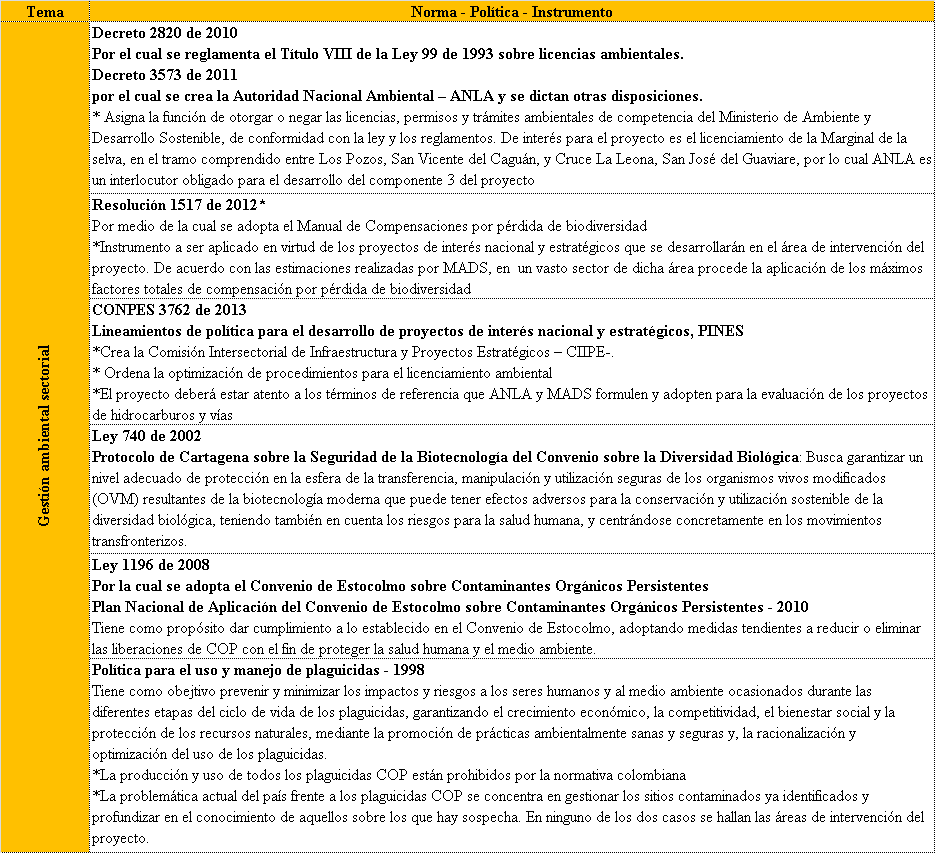 Tema
Norma - Política - Instrumento
Gestión ambiental sectorial
Decreto 2820 de 2010
Por el cual se reglamenta el Título VIII de la Ley 99 de 1993 sobre licencias ambientales.
Decreto 3573 de 2011
por el cual se crea la Autoridad Nacional Ambiental – ANLA y se dictan otras disposiciones.
* Asigna la función de otorgar o negar las licencias, permisos y trámites ambientales de competencia del Ministerio de Ambiente y
Desarrollo Sostenible, de conformidad con la ley y los reglamentos. De interés para el proyecto es el licenciamiento de la Marginal de la
selva, en el tramo comprendido entre Los Pozos, San Vicente del Caguán, y Cruce La Leona, San José del Guaviare, por lo cual ANLA es
un interlocutor obligado para el desarrollo del componente 3 del proyecto
Resolución 1517 de 2012*
Por medio de la cual se adopta el Manual de Compensaciones por pérdida de biodiversidad
*Instrumento a ser aplicado en virtud de los proyectos de interés nacional y estratégicos que se desarrollarán en el área de intervención del
proyecto. De acuerdo con las estimaciones realizadas por MADS, en un vasto sector de dicha área procede la aplicación de los máximos
factores totales de compensación por pérdida de biodiversidad
CONPES 3762 de 2013
Lineamientos de política para el desarrollo de proyectos de interés nacional y estratégicos, PINES
*Crea la Comisión Intersectorial de Infraestructura y Proyectos Estratégicos – CIIPE-.
* Ordena la optimización de procedimientos para el licenciamiento ambiental
*El proyecto deberá estar atento a los términos de referencia que ANLA y MADS formulen y adopten para la evaluación de los proyectos
de hidrocarburos y vías
Ley 740 de 2002
Protocolo de Cartagena sobre la Seguridad de la Biotecnología del Convenio sobre la Diversidad Biológica: Busca garantizar un
nivel adecuado de protección en la esfera de la transferencia, manipulación y utilización seguras de los organismos vivos modificados
(OVM) resultantes de la biotecnología moderna que puede tener efectos adversos para la conservación y utilización sostenible de la
diversidad biológica, teniendo también en cuenta los riesgos para la salud humana, y centrándose concretamente en los movimientos
transfronterizos.
Ley 1196 de 2008
Por la cual se adopta el Convenio de Estocolmo sobre Contaminantes Orgánicos Persistentes
Plan Nacional de Aplicación del Convenio de Estocolmo sobre Contaminantes Orgánicos Persistentes - 2010
Tiene como propósito dar cumplimiento a lo establecido en el Convenio de Estocolmo, adoptando medidas tendientes a reducir o eliminar
las liberaciones de COP con el fin de proteger la salud humana y el medio ambiente.
Política para el uso y manejo de plaguicidas - 1998
Tiene como obejtivo prevenir y minimizar los impactos y riesgos a los seres humanos y al medio ambiente ocasionados durante las
diferentes etapas del ciclo de vida de los plaguicidas, garantizando el crecimiento económico, la competitividad, el bienestar social y la
protección de los recursos naturales, mediante la promoción de prácticas ambientalmente sanas y seguras y, la racionalización y
optimización del uso de los plaguicidas.
*La producción y uso de todos los plaguicidas COP están prohibidos por la normativa colombiana
*La problemática actual del país frente a los plaguicidas COP se concentra en gestionar los sitios contaminados ya identificados y
profundizar en el conocimiento de aquellos sobre los que hay sospecha. En ninguno de los dos casos se hallan las áreas de intervención del
proyecto.